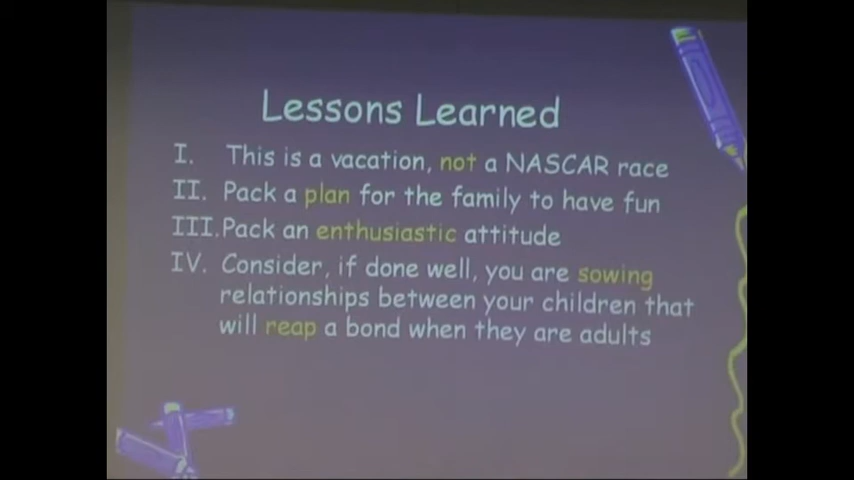 Lessons Learned
I. This is a vacation, not a NASCAR race
II. Pack a plan for the family to have fun
III. Pack an enthusiastic attitude
IV. Consider, if done well, you are sowing
relationships between your children that
will reap a bond when they are adults